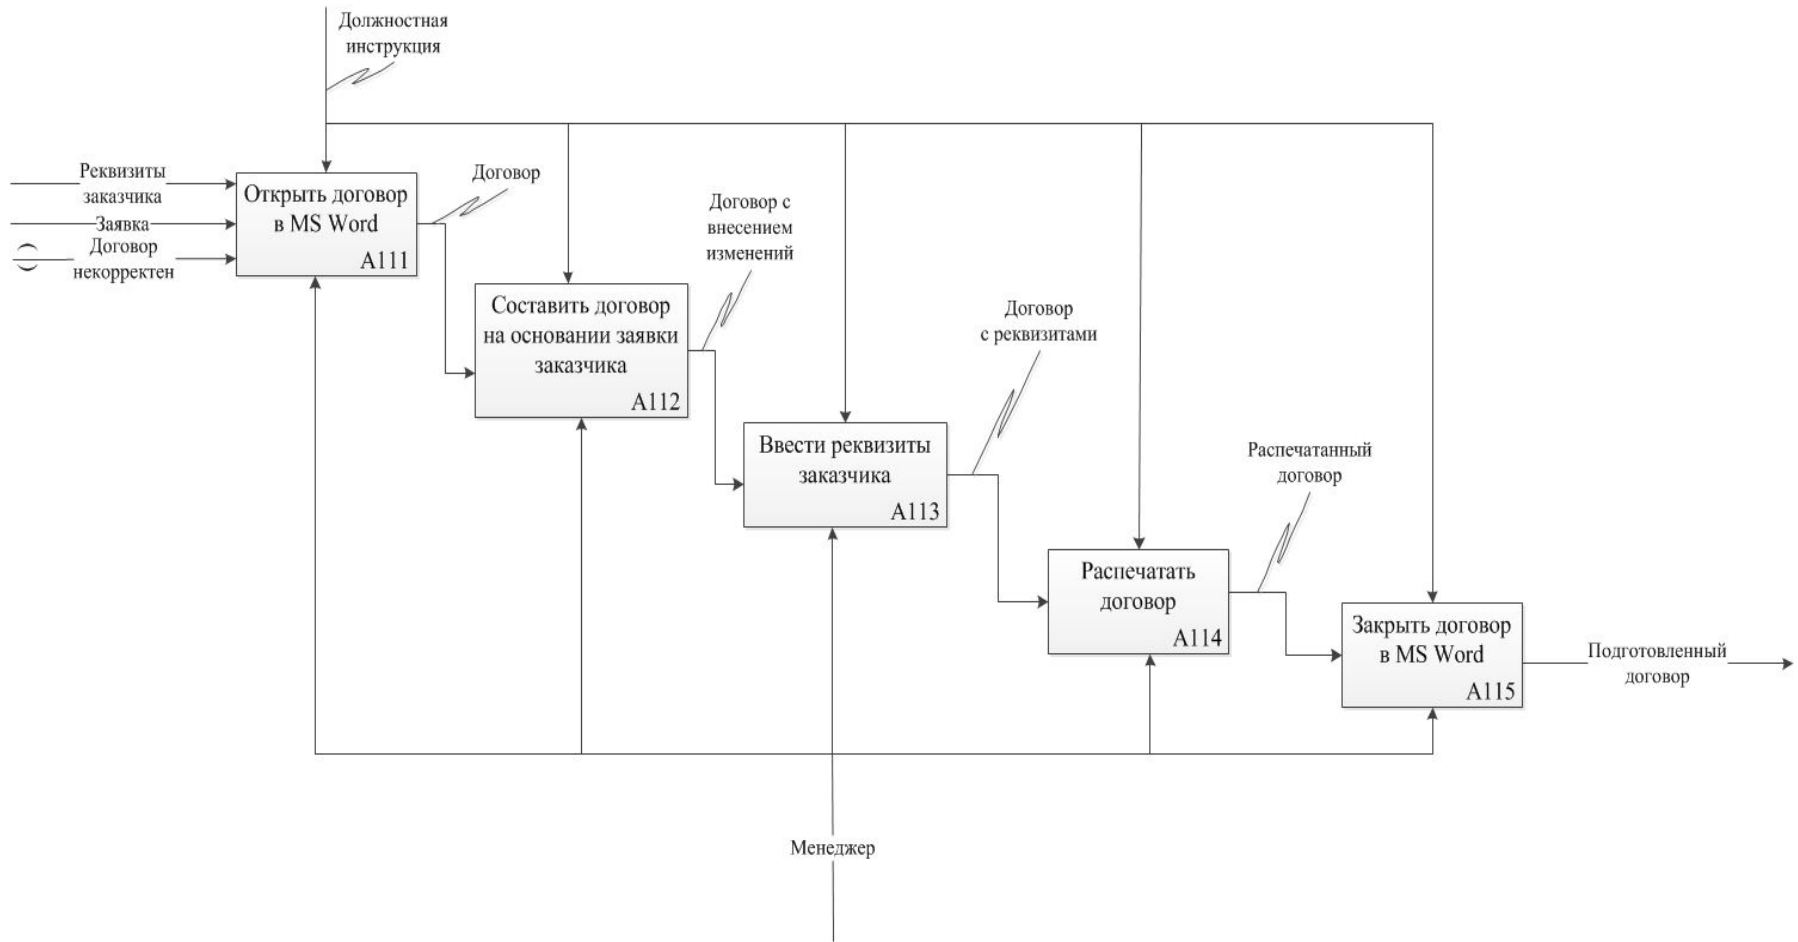 Должностная
инструкция
Реквизиты
заказчика
Заявка
Договор
некорректен
Открыть договор
в MS Word
A111
Договор
Составить договор
на основании заявки
заказчика
A112
Договор с
внесением
изменений
Ввести реквизиты
заказчика
A113
Договор
с реквизитами
Распечатать
договор
A114
Распечатанный
договор
Закрыть договор
в MS Word
A115
Подготовленный
договор
Менеджер